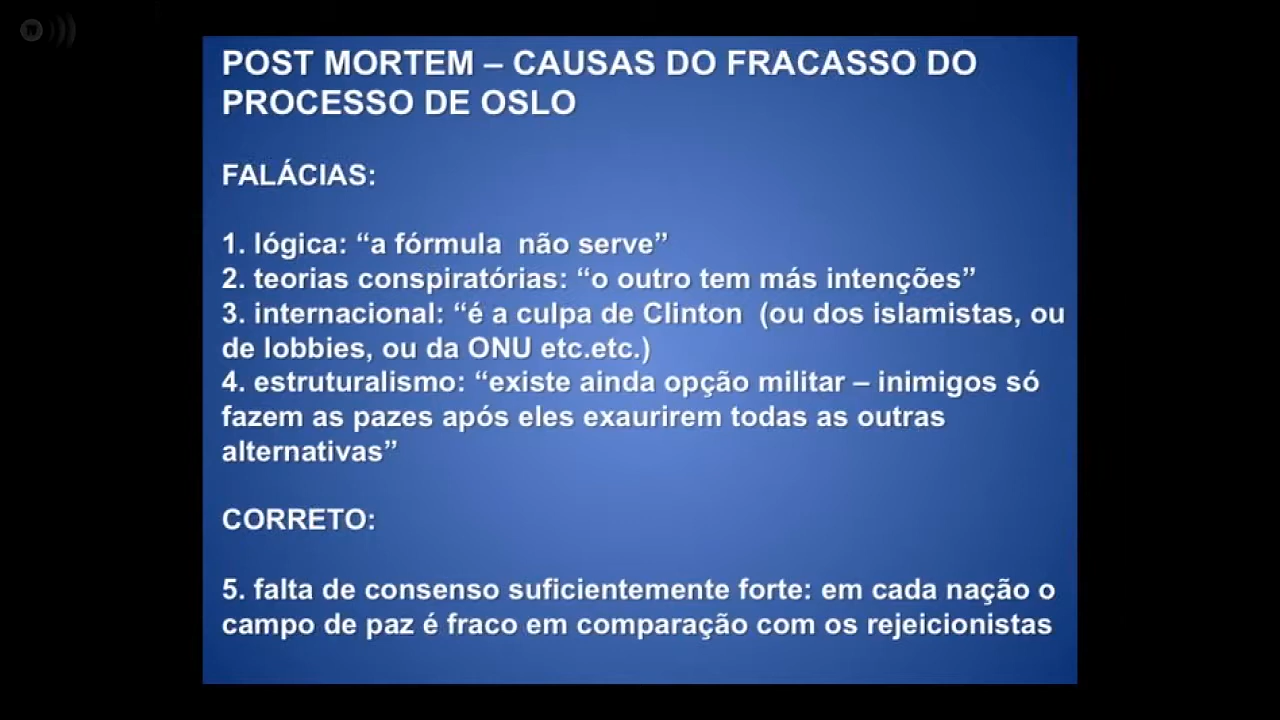 POST MORTEM – CAUSAS DO FRACASSO DO
PROCESSO DE OSLO
FALÁCIAS:
1. lógica: “a fórmula  não serve”
2. teorias conspiratórias: “o outro tem más intenções”
3. internacional: “é a culpa de Clinton  (ou dos islamistas, ou
de lobbies, ou da ONU etc.etc.)
4. estruturalismo: “existe ainda opção militar – inimigos só
fazem as pazes após eles exaurirem todas as outras
alternativas”
CORRETO:
5. falta de consenso suficientemente forte: em cada nação o
campo de paz é fraco em comparação com os rejeicionistas